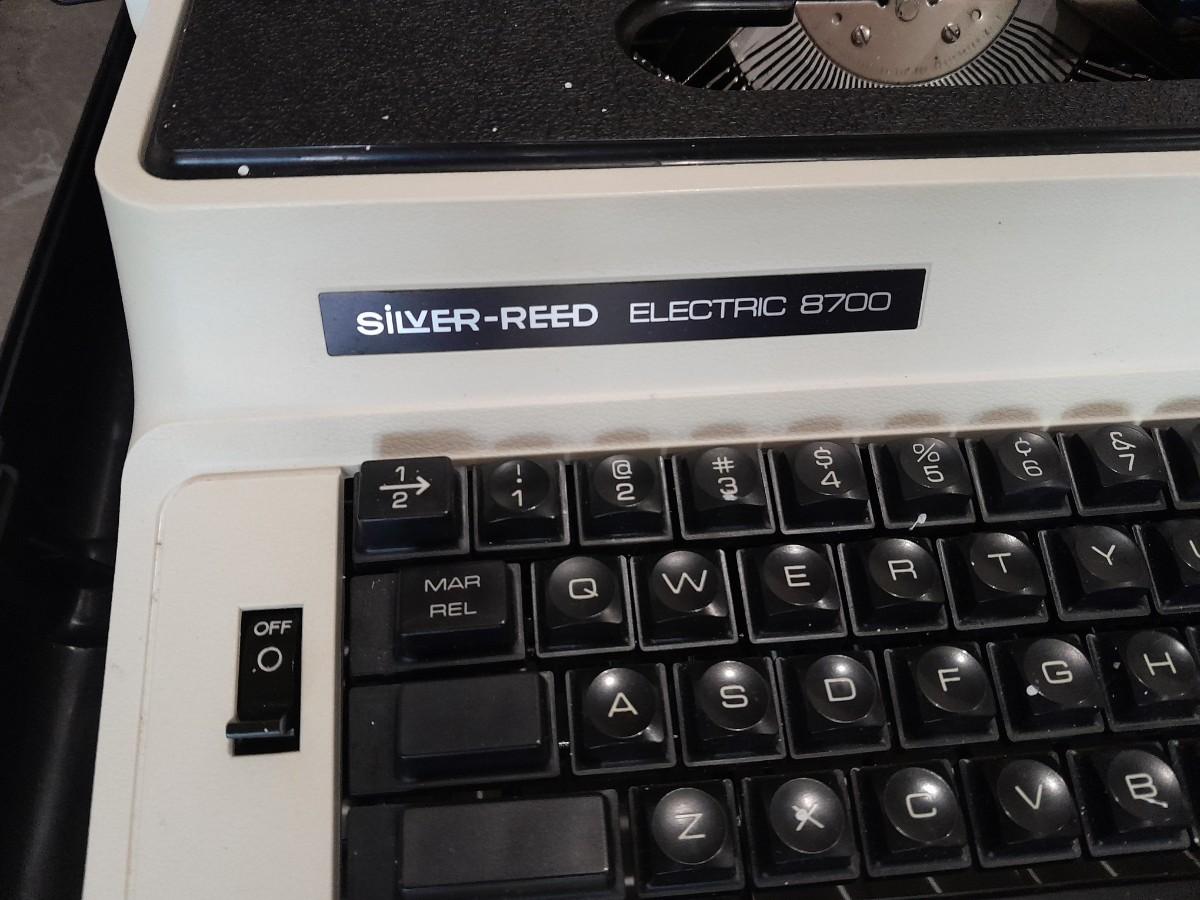 SiLVER-REED ELECTRIC 8700
1 → 2
! 1 @ 2 # 3 $ 4 % 5 ¢ 6 & 7
MAR REL Q W E R T Y
OFF
A S D F G H
Z X C V B